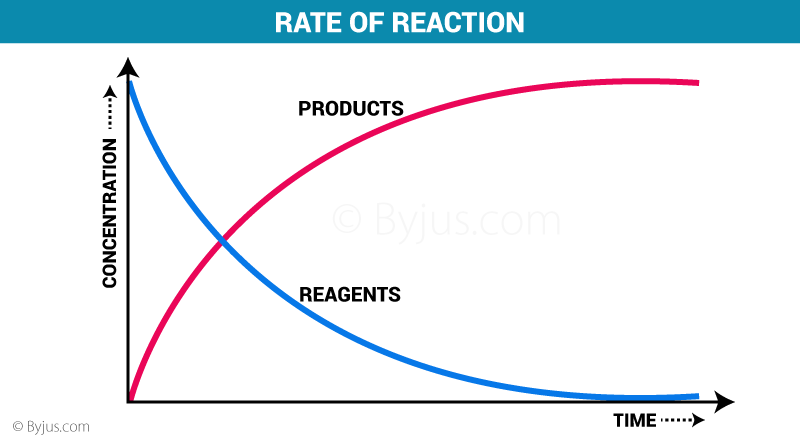 RATE OF REACTION
CONCENTRATION
PRODUCTS
© Byjus.com
REAGENTS
TIME
© Byjus.com